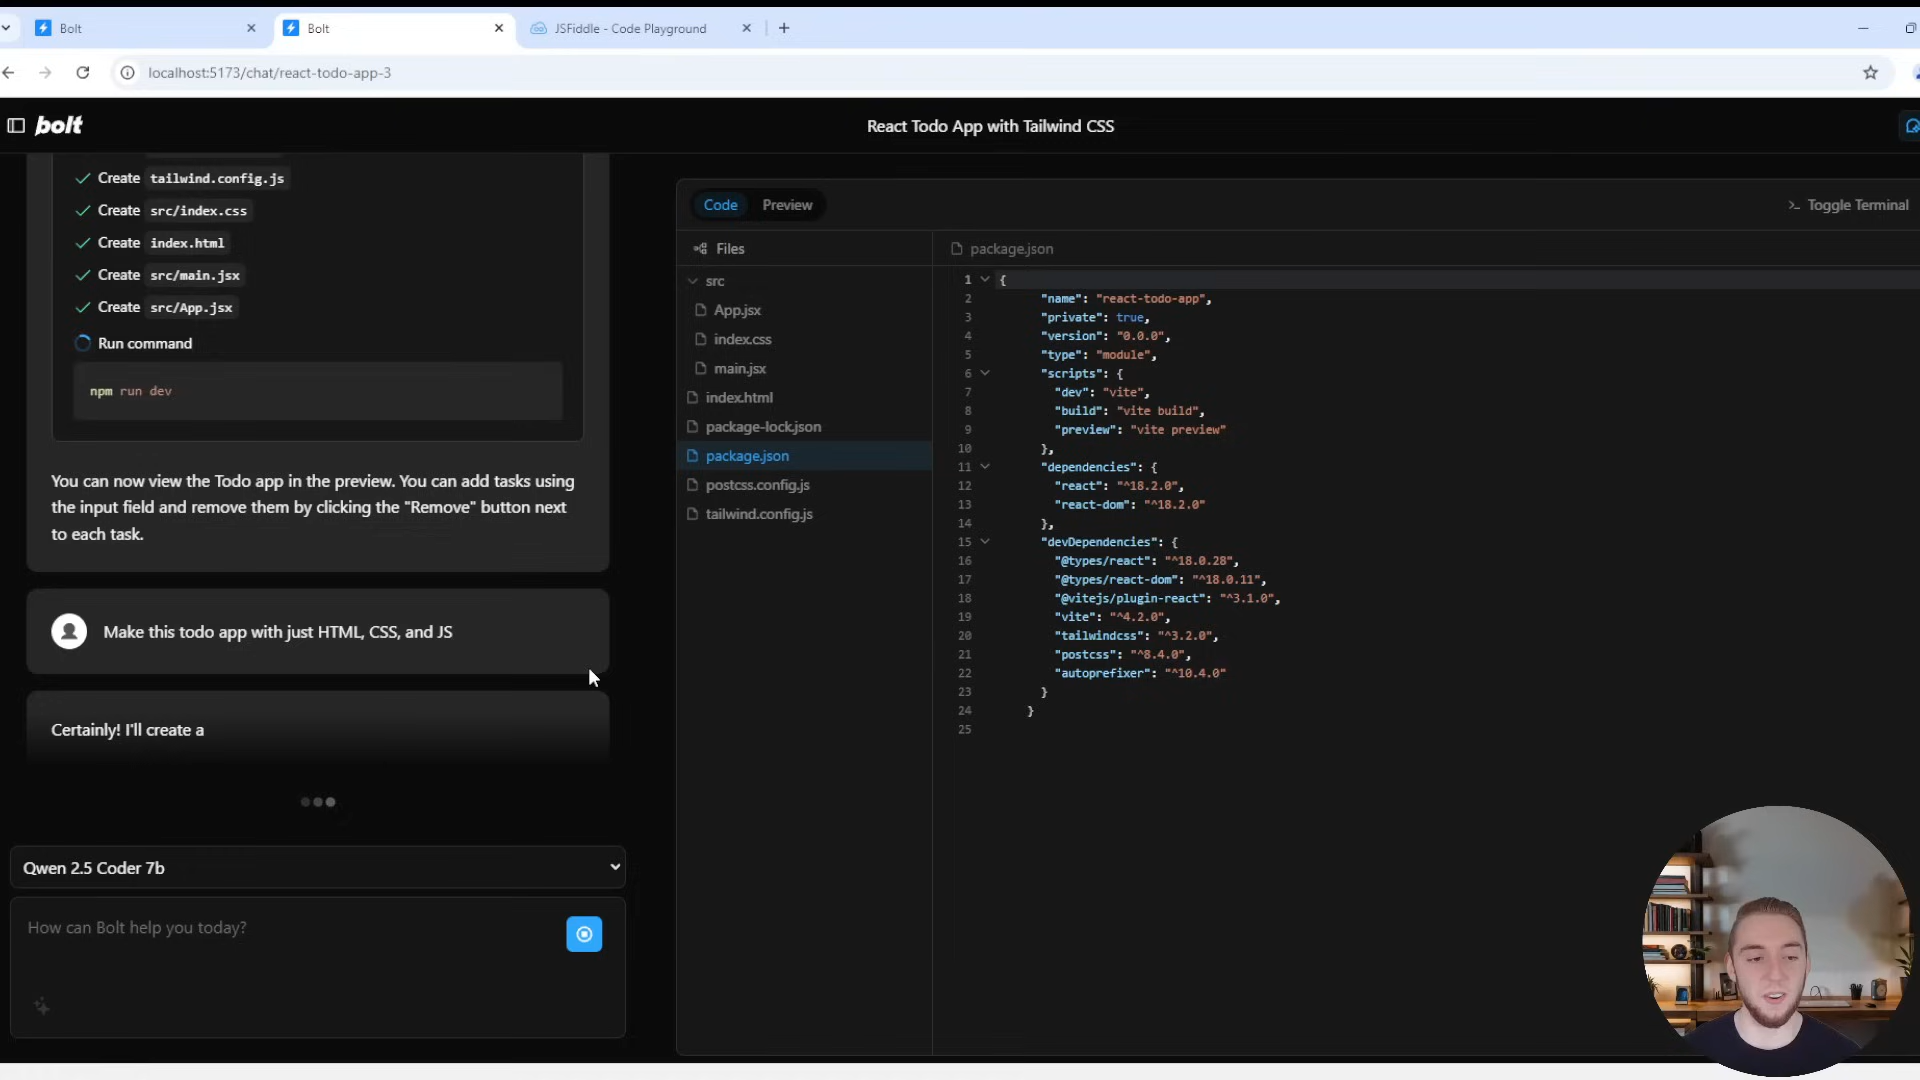 Bolt
Bolt
JSFiddle - Code Playground
localhost:5173/chat/react-todo-app-3
bolt
React Todo App with Tailwind CSS
Create tailwind.config.js
Create src/index.css
Create index.html
Create src/main.jsx
Create src/App.jsx
Run command
npm run dev
You can now view the Todo app in the preview. You can add tasks using
the input field and remove them by clicking the "Remove" button next
to each task.
Make this todo app with just HTML, CSS, and JS
Certainly! I'll create a
Qwen 2.5 Coder 7b
How can Bolt help you today?
Code Preview
>_ Toggle Terminal
Files
src
App.jsx
index.css
main.jsx
index.html
package-lock.json
package.json
postcss.config.js
tailwind.config.js
package.json
1 {
2 "name": "react-todo-app",
3 "private": true,
4 "version": "0.0.0",
5 "type": "module",
6 "scripts": {
7 "dev": "vite",
8 "build": "vite build",
9 "preview": "vite preview"
10 },
11 "dependencies": {
12 "react": "^18.2.0",
13 "react-dom": "^18.2.0"
14 },
15 "devDependencies": {
16 "@types/react": "^18.0.28",
17 "@types/react-dom": "^18.0.11",
18 "@vitejs/plugin-react": "^3.1.0",
19 "vite": "^4.2.0",
20 "tailwindcss": "^3.2.0",
21 "postcss": "^8.4.0",
22 "autoprefixer": "^10.4.0"
23 }
24 }
25